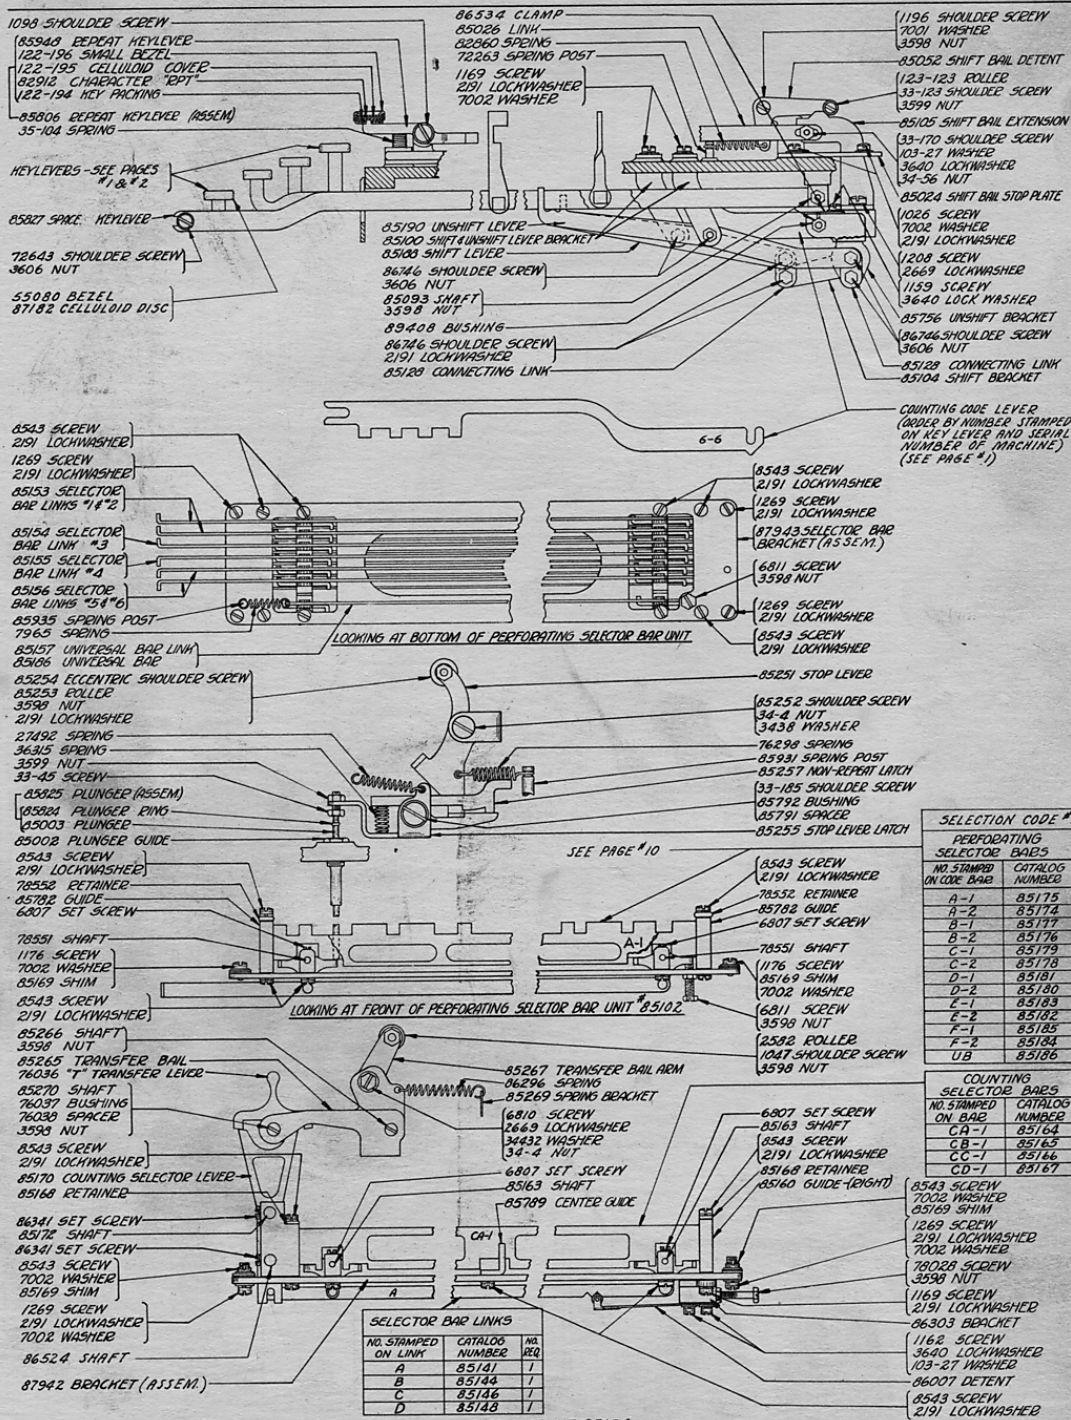 1098 SHOULDER SCREW
85948 REPEAT KEYLEVER
122-196 SMALL BEZEL
122-195 CELLULOID COVER
82912 CHARACTER "RPT"
122-194 KEY PACKING
85806 REPEAT KEYLEVER (ASSEM)
35-104 SPRING
KEYLEVERS-SEE PAGES
#1 & #2
85827 SPACE KEYLEVER
72643 SHOULDER SCREW
3606 NUT
55080 BEZEL
87182 CELLULOID DISC
86534 CLAMP
85026 LINK
82860 SPRING
72263 SPRING POST
1169 SCREW
2191 LOCKWASHER
7002 WASHER
85190 UNSHIFT LEVER
85100 SHIFT & UNSHIFT LEVER BRACKET
85188 SHIFT LEVER
86746 SHOULDER SCREW
3606 NUT
85093 SHAFT
3598 NUT
89408 BUSHING
86746 SHOULDER SCREW
2191 LOCKWASHER
85128 CONNECTING LINK
1196 SHOULDER SCREW
7001 WASHER
3598 NUT
85052 SHIFT BAIL DETENT
123-123 ROLLER
33-123 SHOULDER SCREW
3599 NUT
85105 SHIFT BAIL EXTENSION
33-170 SHOULDER SCREW
103-27 WASHER
3640 LOCKWASHER
34-56 NUT
85024 SHIFT BAIL STOP PLATE
1026 SCREW
7002 WASHER
2191 LOCKWASHER
1208 SCREW
2669 LOCKWASHER
1159 SCREW
3640 LOCK WASHER
85756 UNSHIFT BRACKET
86746 SHOULDER SCREW
3606 NUT
85128 CONNECTING LINK
85104 SHIFT BRACKET
COUNTING CODE LEVER
(ORDER BY NUMBER STAMPED
ON KEY LEVER AND SERIAL
NUMBER OF MACHINE)
(SEE PAGE #1)
6-6
8543 SCREW
2191 LOCKWASHER
1269 SCREW
2191 LOCKWASHER
85153 SELECTOR
BAR LINKS #1 & #2
85154 SELECTOR
BAR LINK #3
85155 SELECTOR
BAR LINK #4
85156 SELECTOR
BAR LINKS #5 & #6
85935 SPRING POST
7965 SPRING
85157 UNIVERSAL BAR LINK
85186 UNIVERSAL BAR
8543 SCREW
2191 LOCKWASHER
1269 SCREW
2191 LOCKWASHER
87943 SELECTOR BAR
BRACKET (ASSEM.)
6811 SCREW
3598 NUT
1269 SCREW
2191 LOCKWASHER
8543 SCREW
2191 LOCKWASHER
LOOKING AT BOTTOM OF PERFORATING SELECTOR BAR UNIT
85254 ECCENTRIC SHOULDER SCREW
85253 ROLLER
3598 NUT
2191 LOCKWASHER
27492 SPRING
36315 SPRING
3599 NUT
33-45 SCREW
85825 PLUNGER (ASSEM)
85824 PLUNGER RING
85003 PLUNGER
85002 PLUNGER GUIDE
8543 SCREW
2191 LOCKWASHER
78552 RETAINER
85782 GUIDE
6807 SET SCREW
78551 SHAFT
1176 SCREW
7002 WASHER
85169 SHIM
8543 SCREW
2191 LOCKWASHER
85251 STOP LEVER
85252 SHOULDER SCREW
34-4 NUT
3438 WASHER
76298 SPRING
85931 SPRING POST
85257 NON-REPEAT LATCH
33-185 SHOULDER SCREW
85792 BUSHING
85791 SPACER
85255 STOP LEVER LATCH
SEE PAGE #10
8543 SCREW
2191 LOCKWASHER
78552 RETAINER
85782 GUIDE
6807 SET SCREW
A-1
78551 SHAFT
1176 SCREW
85169 SHIM
7002 WASHER
6811 SCREW
3598 NUT
LOOKING AT FRONT OF PERFORATING SELECTOR BAR UNIT #85102
SELECTION CODE #
PERFORATING
SELECTOR BARS
NO. STAMPED ON CODE BAR CATALOG NUMBER
A-1 85175
A-2 85174
B-1 85177
B-2 85176
C-1 85179
C-2 85178
D-1 85181
D-2 85180
E-1 85183
E-2 85182
F-1 85185
F-2 85184
UB 85186
COUNTING
SELECTOR BARS
NO. STAMPED ON BAR CATALOG NUMBER
CA-1 85164
CB-1 85165
CC-1 85166
CD-1 85167
85266 SHAFT
3598 NUT
85265 TRANSFER BAIL
76036 "T" TRANSFER LEVER
85270 SHAFT
76037 BUSHING
76038 SPACER
3598 NUT
8543 SCREW
2191 LOCKWASHER
85170 COUNTING SELECTOR LEVER
85168 RETAINER
86341 SET SCREW
85172 SHAFT
86341 SET SCREW
8543 SCREW
7002 WASHER
85169 SHIM
1269 SCREW
2191 LOCKWASHER
7002 WASHER
86524 SHAFT
87942 BRACKET (ASSEM.)
2582 ROLLER
1047 SHOULDER SCREW
3598 NUT
85267 TRANSFER BAIL ARM
86296 SPRING
85269 SPRING BRACKET
6810 SCREW
2669 LOCKWASHER
34432 WASHER
34-4 NUT
6807 SET SCREW
85163 SHAFT
85789 CENTER GUIDE
CA-1
A
6807 SET SCREW
85163 SHAFT
8543 SCREW
2191 LOCKWASHER
85168 RETAINER
85160 GUIDE-(RIGHT)
8543 SCREW
7002 WASHER
85169 SHIM
1269 SCREW
2191 LOCKWASHER
7002 WASHER
78028 SCREW
3598 NUT
1169 SCREW
2191 LOCKWASHER
86303 BRACKET
1162 SCREW
3640 LOCKWASHER
103-27 WASHER
86007 DETENT
8543 SCREW
2191 LOCKWASHER
SELECTOR BAR LINKS
NO. STAMPED ON LINK CATALOG NUMBER NO. REQ.
A 85141 1
B 85144 1
C 85146 1
D 85148 1